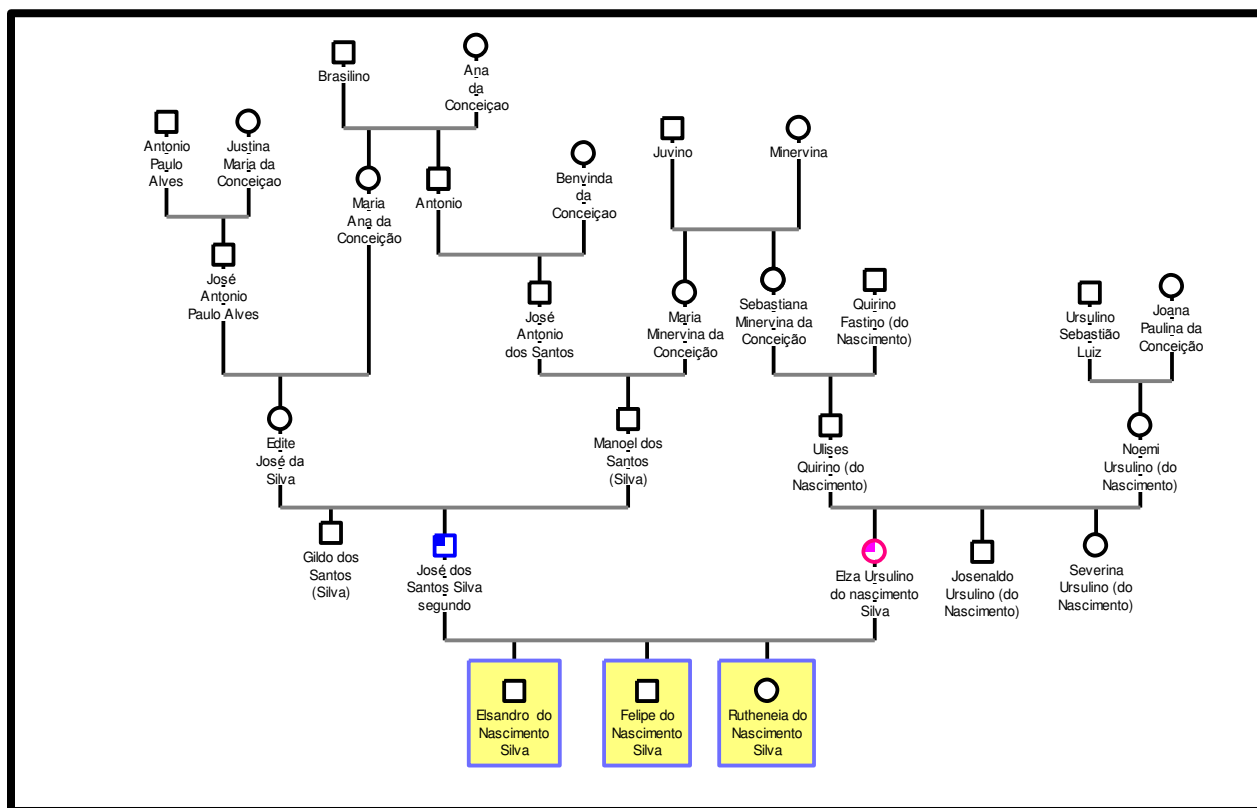 Brasilino
Ana
da
Conceiçao
Antonio
Paulo
Alves
Justina
Maria da
Conceiçao
Juvino
Minervina
Maria
Ana da
Conceição
Antonio
Benvinda
da
Conceiçao
José
Antonio
Paulo Alves
José
Antonio
dos Santos
Maria
Minervina da
Conceição
Sebastiana
Minervina da
Conceição
Quirino
Fastino (do
Nascimento)
Ursulino
Sebastião
Luiz
Joana
Paulina da
Conceição
Edite
José da
Silva
Manoel dos
Santos
(Silva)
Ulises
Quirino (do
Nascimento)
Noemi
Ursulino (do
Nascimento)
Gildo dos
Santos
(Silva)
José dos
Santos Silva
segundo
Elza Ursulino
do nascimento
Silva
Josenaldo
Ursulino (do
Nascimento)
Severina
Ursulino (do
Nascimento)
Elsandro do
Nascimento
Silva
Felipe do
Nascimento
Silva
Rutheneia do
Nascimento
Silva